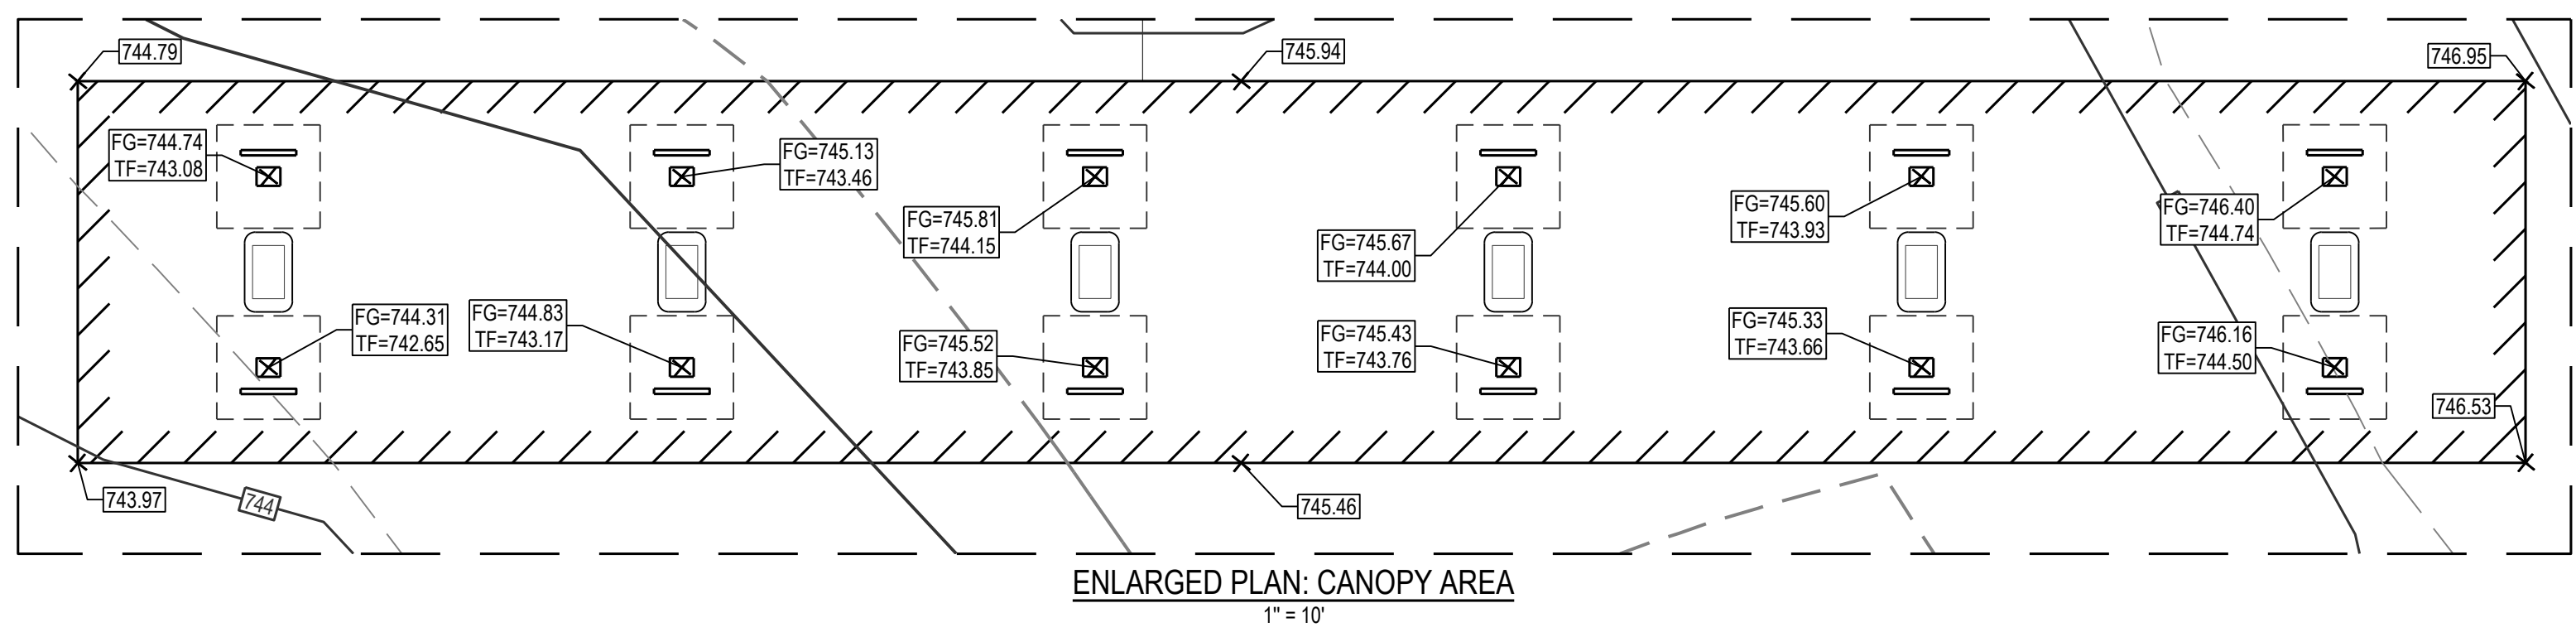 744.79
745.94
746.95
FG=744.74
TF=743.08
FG=745.13
TF=743.46
FG=745.81
TF=744.15
FG=745.67
TF=744.00
FG=745.60
TF=743.93
FG=746.40
TF=744.74
FG=744.31
TF=742.65
FG=744.83
TF=743.17
FG=745.52
TF=743.85
FG=745.43
TF=743.76
FG=745.33
TF=743.66
FG=746.16
TF=744.50
746.53
743.97
744
745.46
ENLARGED PLAN: CANOPY AREA
1" = 10'